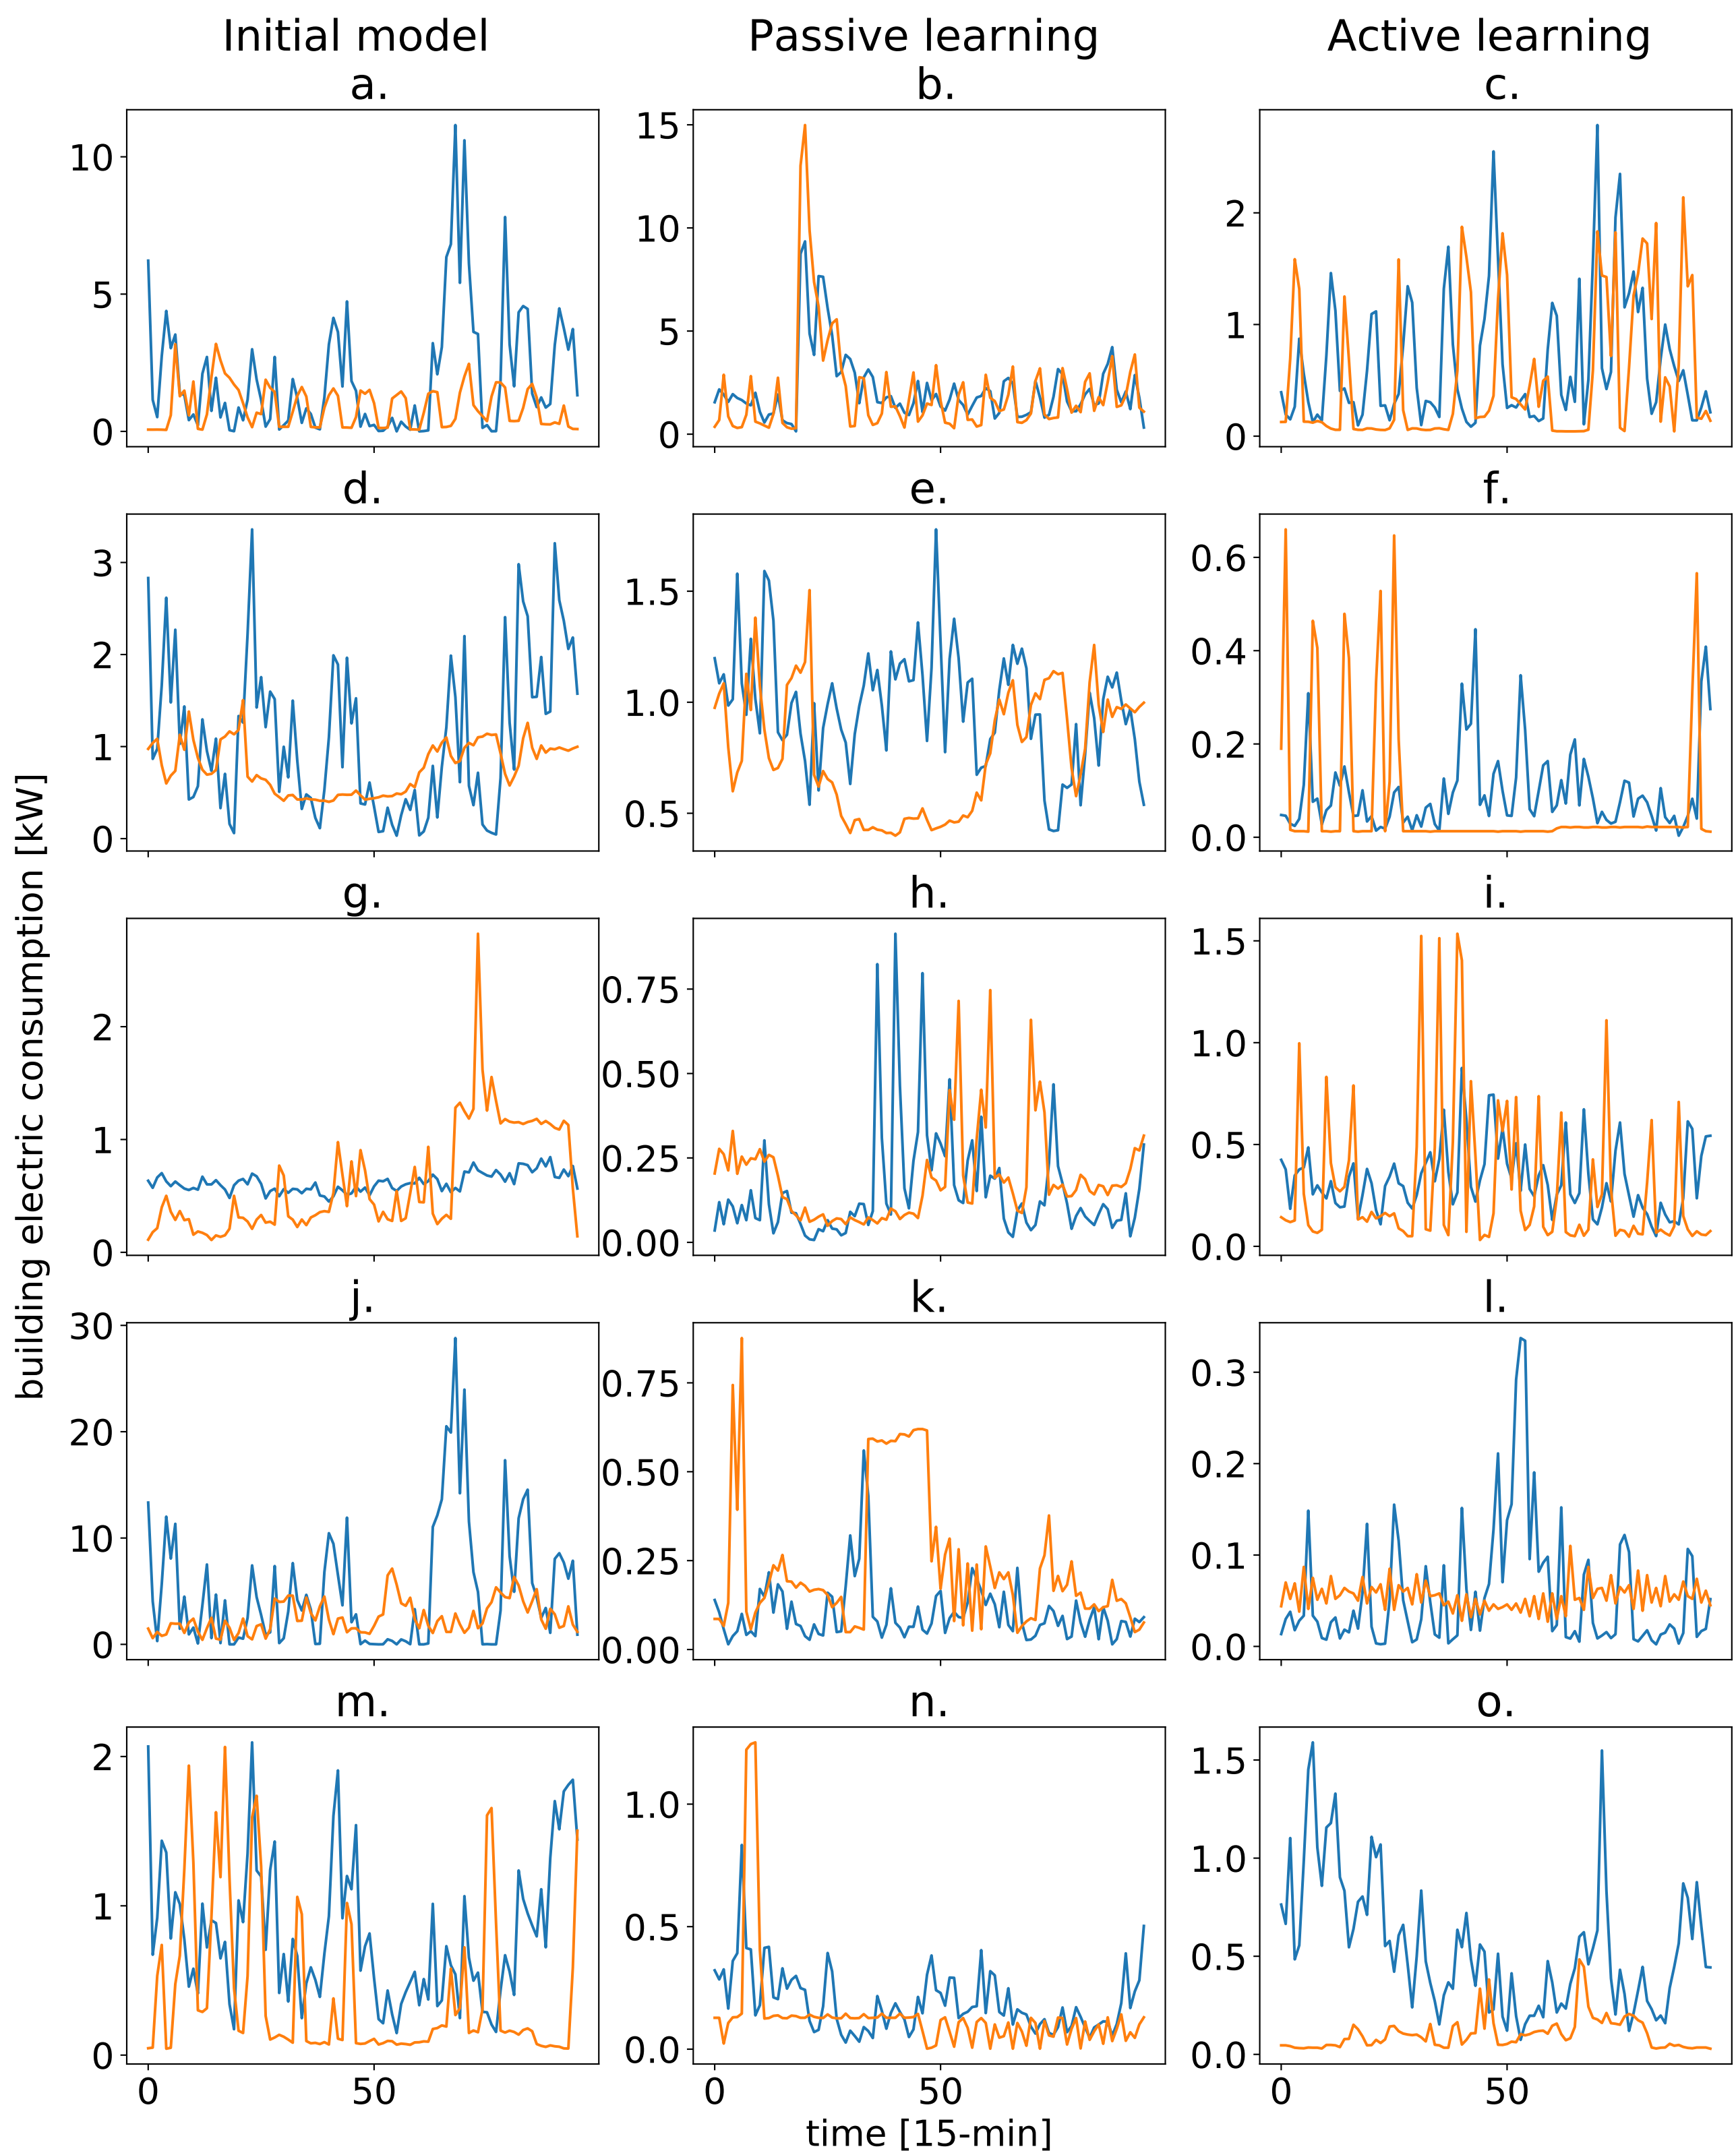 Initial model Passive learning Active learning
a. b. c.
10 15 2
5 10 1
0 5 0
0
d. e. f.
3 1.5 0.6
2 1.0 0.4
1 0.5 0.2
0 0.0
building electric consumption [kW]
g. h. i.
2 0.75 1.5
1 0.50 1.0
0 0.25 0.5
0.00 0.0
j. k. l.
30 0.75 0.3
20 0.50 0.2
10 0.25 0.1
0 0.00 0.0
m. n. o.
2 1.0 1.5
1 0.5 1.0
0 0.0 0.5
0.0
0 50 0 50 0 50
time [15-min]